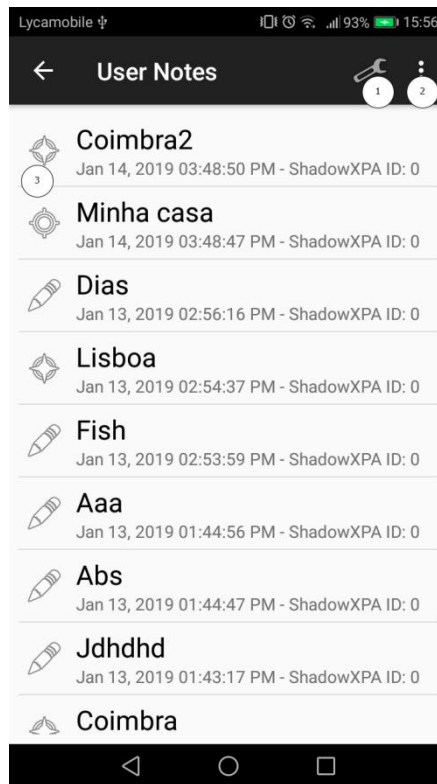 Lycamobile 93% 15:56
User Notes
1 2
Coimbra2
Jan 14, 2019 03:48:50 PM - ShadowXPA ID: 0
3
Minha casa
Jan 14, 2019 03:48:47 PM - ShadowXPA ID: 0
Dias
Jan 13, 2019 02:56:16 PM - ShadowXPA ID: 0
Lisboa
Jan 13, 2019 02:54:37 PM - ShadowXPA ID: 0
Fish
Jan 13, 2019 02:53:59 PM - ShadowXPA ID: 0
Aaa
Jan 13, 2019 01:44:56 PM - ShadowXPA ID: 0
Abs
Jan 13, 2019 01:44:47 PM - ShadowXPA ID: 0
Jdhdhd
Jan 13, 2019 01:43:17 PM - ShadowXPA ID: 0
Coimbra